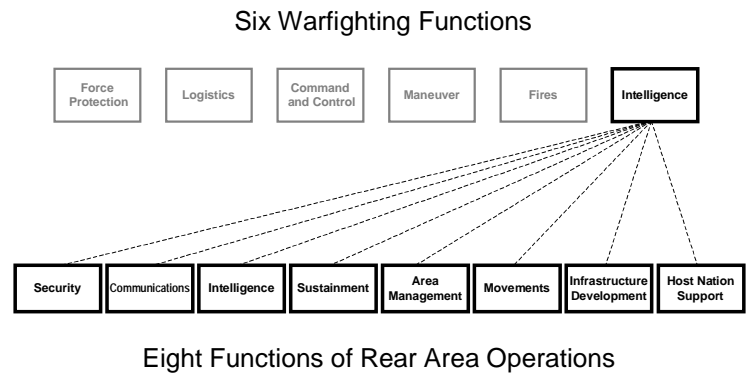 Six Warfighting Functions
Force
Protection
Logistics
Command
and Control
Maneuver
Fires
Intelligence
Security
Communications
Intelligence
Sustainment
Area
Management
Movements
Infrastructure
Development
Host Nation
Support
Eight Functions of Rear Area Operations